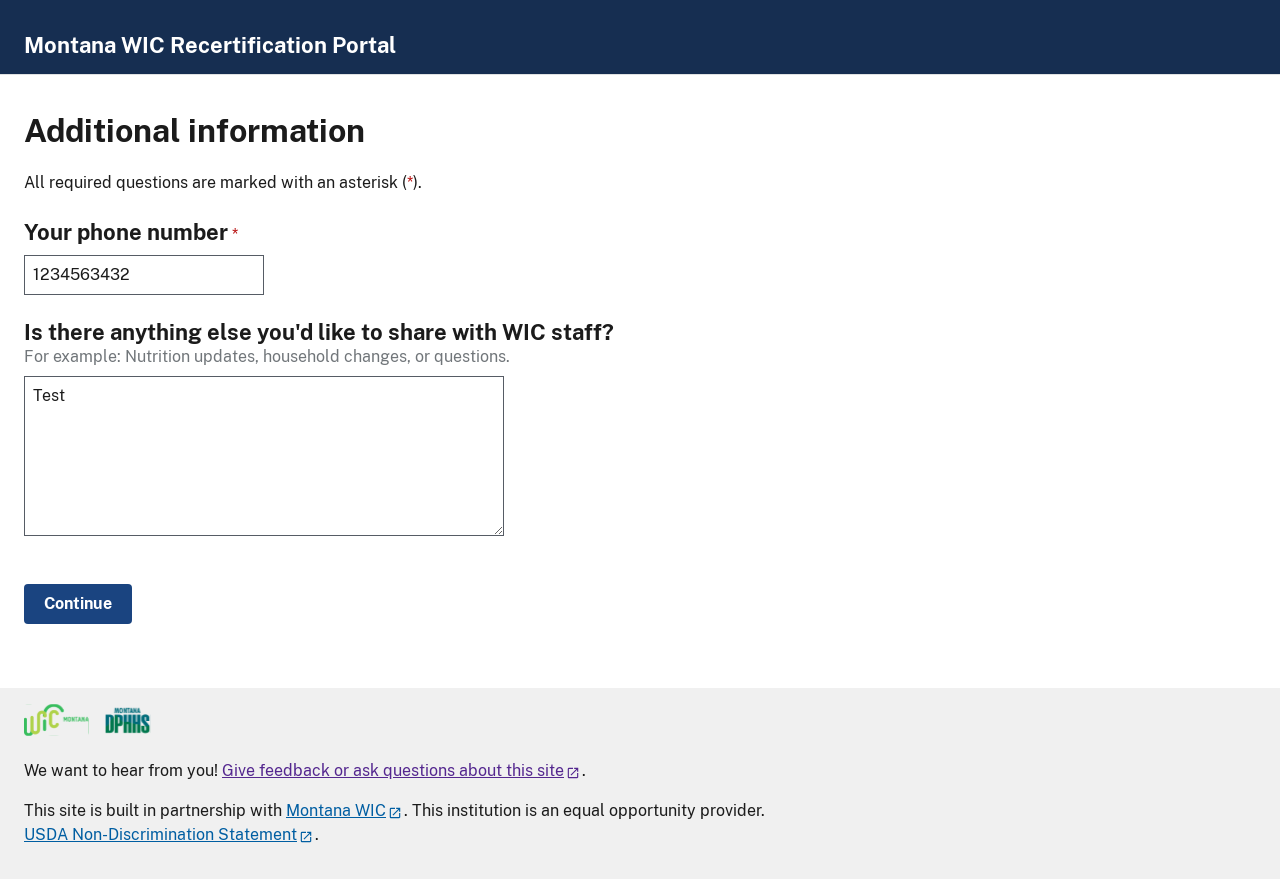 Montana WIC Recertification Portal
Additional information
All required questions are marked with an asterisk (*).
Your phone number *
1234563432
Is there anything else you'd like to share with WIC staff?
For example: Nutrition updates, household changes, or questions.
Test
Continue
WIC MONTANA
MONTANA
DPHHS
We want to hear from you! Give feedback or ask questions about this site .
This site is built in partnership with Montana WIC . This institution is an equal opportunity provider.
USDA Non-Discrimination Statement .